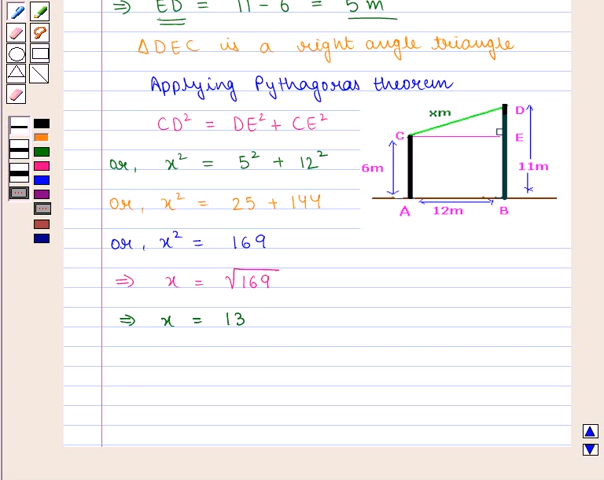 ⇒ ED = 11 - 6 = 5 m
Δ DEC is a right angle triangle
Applying Pythagoras theorem
CD² = DE² + CE²
or, x² = 5² + 12²
or, x² = 25 + 144
or, x² = 169
⇒ x = √169
⇒ x = 13
xm
D
C
E
6m
11m
12m
A
B